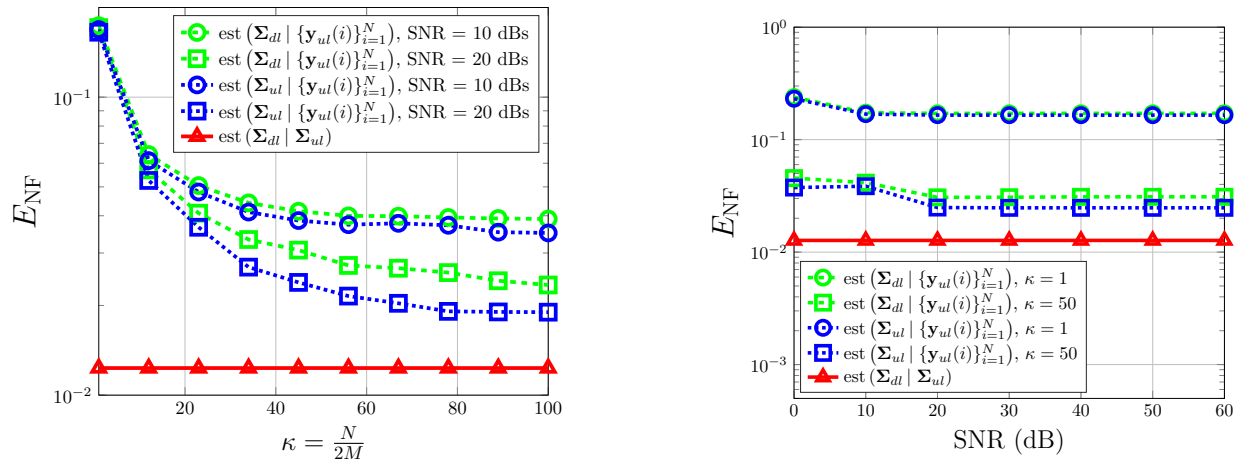 est (Σ_dl | {y_ul(i)}_{i=1}^N), SNR = 10 dBs
est (Σ_dl | {y_ul(i)}_{i=1}^N), SNR = 20 dBs
est (Σ_ul | {y_ul(i)}_{i=1}^N), SNR = 10 dBs
est (Σ_ul | {y_ul(i)}_{i=1}^N), SNR = 20 dBs
est (Σ_dl | Σ_ul)
10^{-1}
10^{-2}
E_NF
20 40 60 80 100
κ = N/2M
10^0
10^{-1}
10^{-2}
10^{-3}
E_NF
est (Σ_dl | {y_ul(i)}_{i=1}^N), κ = 1
est (Σ_dl | {y_ul(i)}_{i=1}^N), κ = 50
est (Σ_ul | {y_ul(i)}_{i=1}^N), κ = 1
est (Σ_ul | {y_ul(i)}_{i=1}^N), κ = 50
est (Σ_dl | Σ_ul)
0 10 20 30 40 50 60
SNR (dB)